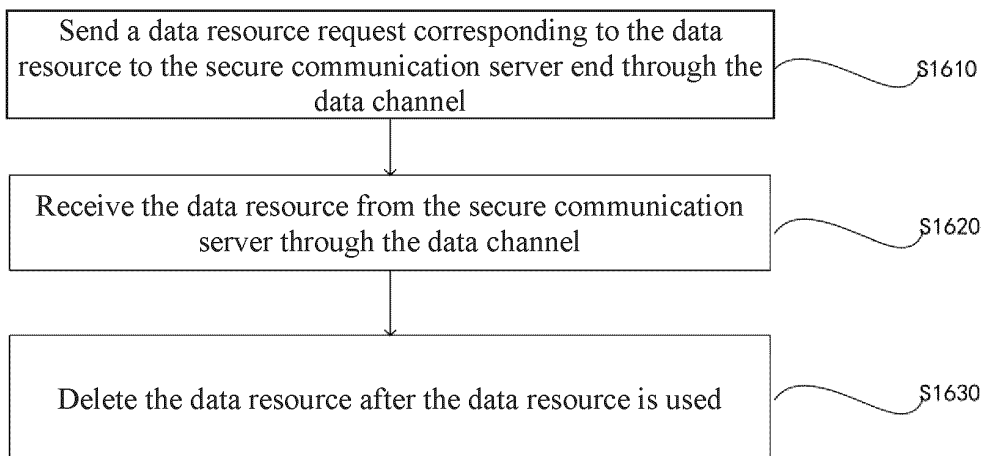 Send a data resource request corresponding to the data
resource to the secure communication server end through the
data channel
S1610
Receive the data resource from the secure communication
server through the data channel
S1620
Delete the data resource after the data resource is used
S1630